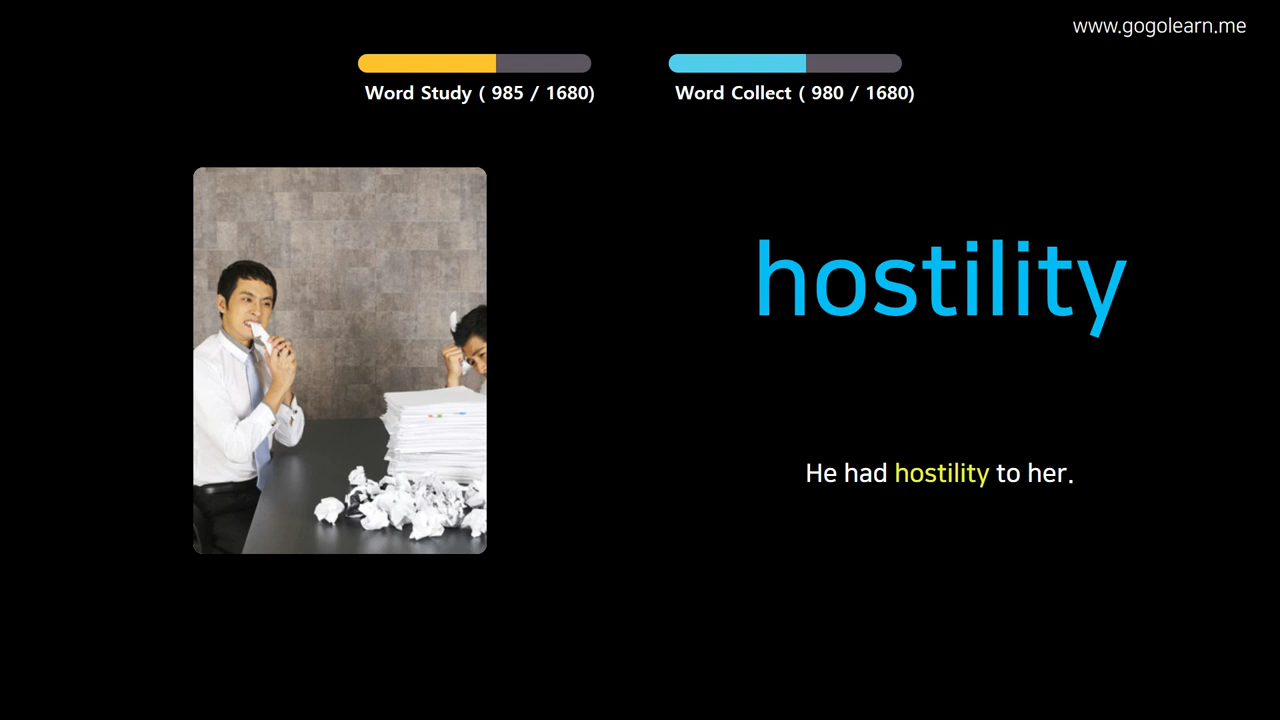 www.gogolearn.me
Word Study ( 985 / 1680)
Word Collect ( 980 / 1680)
hostility
He had hostility to her.